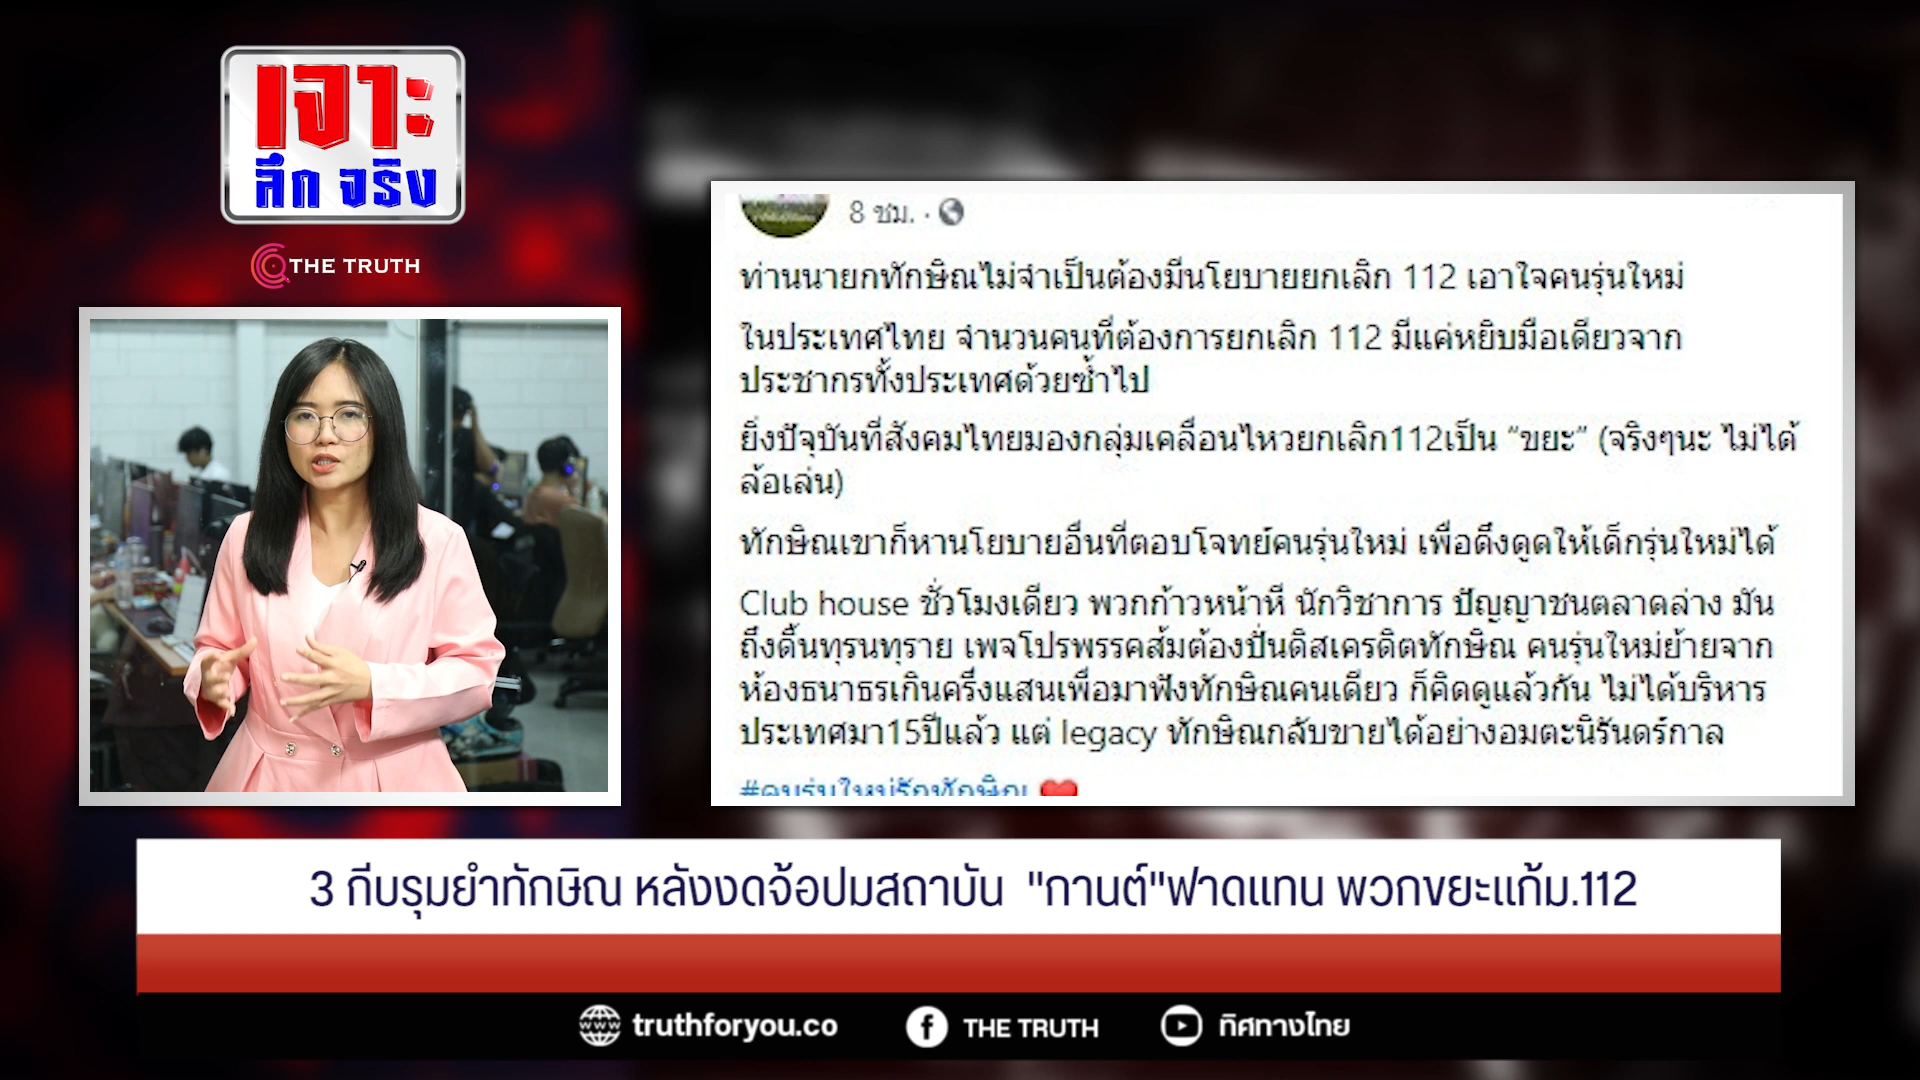 เจาะ
ลึก จริง
THE TRUTH
8 ชม. ·
ท่านนายกทักษิณไม่จำเป็นต้องมีนโยบายยกเลิก 112 เอาใจคนรุ่นใหม่
ในประเทศไทย จำนวนคนที่ต้องการยกเลิก 112 มีแค่หยิบมือเดียวจาก
ประชากรทั้งประเทศด้วยซ้ำไป
ยิ่งปัจุบันที่สังคมไทยมองกลุ่มเคลื่อนไหวยกเลิก112เป็น “ขยะ” (จริงๆนะ ไม่ได้
ล้อเล่น)
ทักษิณเขาก็หานโยบายอื่นที่ตอบโจทย์คนรุ่นใหม่ เพื่อดึงดูดให้เด็กรุ่นใหม่ได้
Club house ชั่วโมงเดียว พวกก้าวหน้าหี นักวิชาการ ปัญญาชนตลาดล่าง มัน
ถึงดิ้นทุรนทุราย เพจโปรพรรคส้มต้องปั่นดิสเครดิตทักษิณ คนรุ่นใหม่ย้ายจาก
ห้องธนาธรเกินครึ่งแสนเพื่อมาฟังทักษิณคนเดียว ก็คิดดูแล้วกัน ไม่ได้บริหาร
ประเทศมา15ปีแล้ว แต่ legacy ทักษิณกลับขายได้อย่างอมตะนิรันดร์กาล
#คนรุ่นใหม่รักทักษิณ
3 กีบรุมยำทักษิณ หลังงดจ้อปมสถาบัน "กานต์"ฟาดแทน พวกขยะแก้ม.112
www truthforyou.co
THE TRUTH
ทิศทางไทย